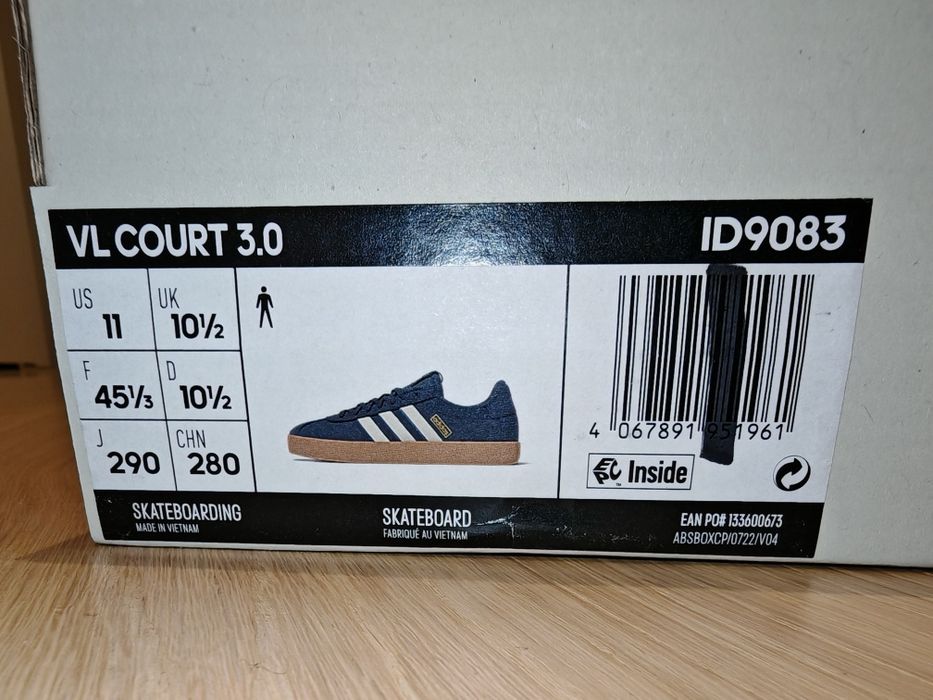 VL COURT 3.0
ID9083
US
11
UK
10½
F
45⅓
D
10½
J
290
CHN
280
4 067891 951961
EPC™ Inside
SKATEBOARDING
MADE IN VIETNAM
SKATEBOARD
FABRIQUÉ AU VIETNAM
EAN PO# 133600673
ABSBOXCP/0722/V04